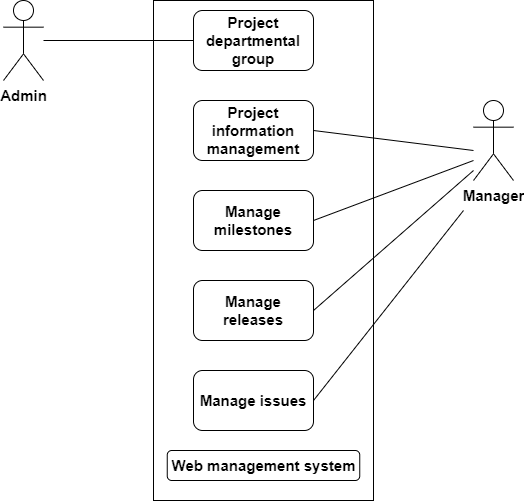 Project
departmental
group
Admin
Project
information
management
Manager
Manage
milestones
Manage
releases
Manage issues
Web management system